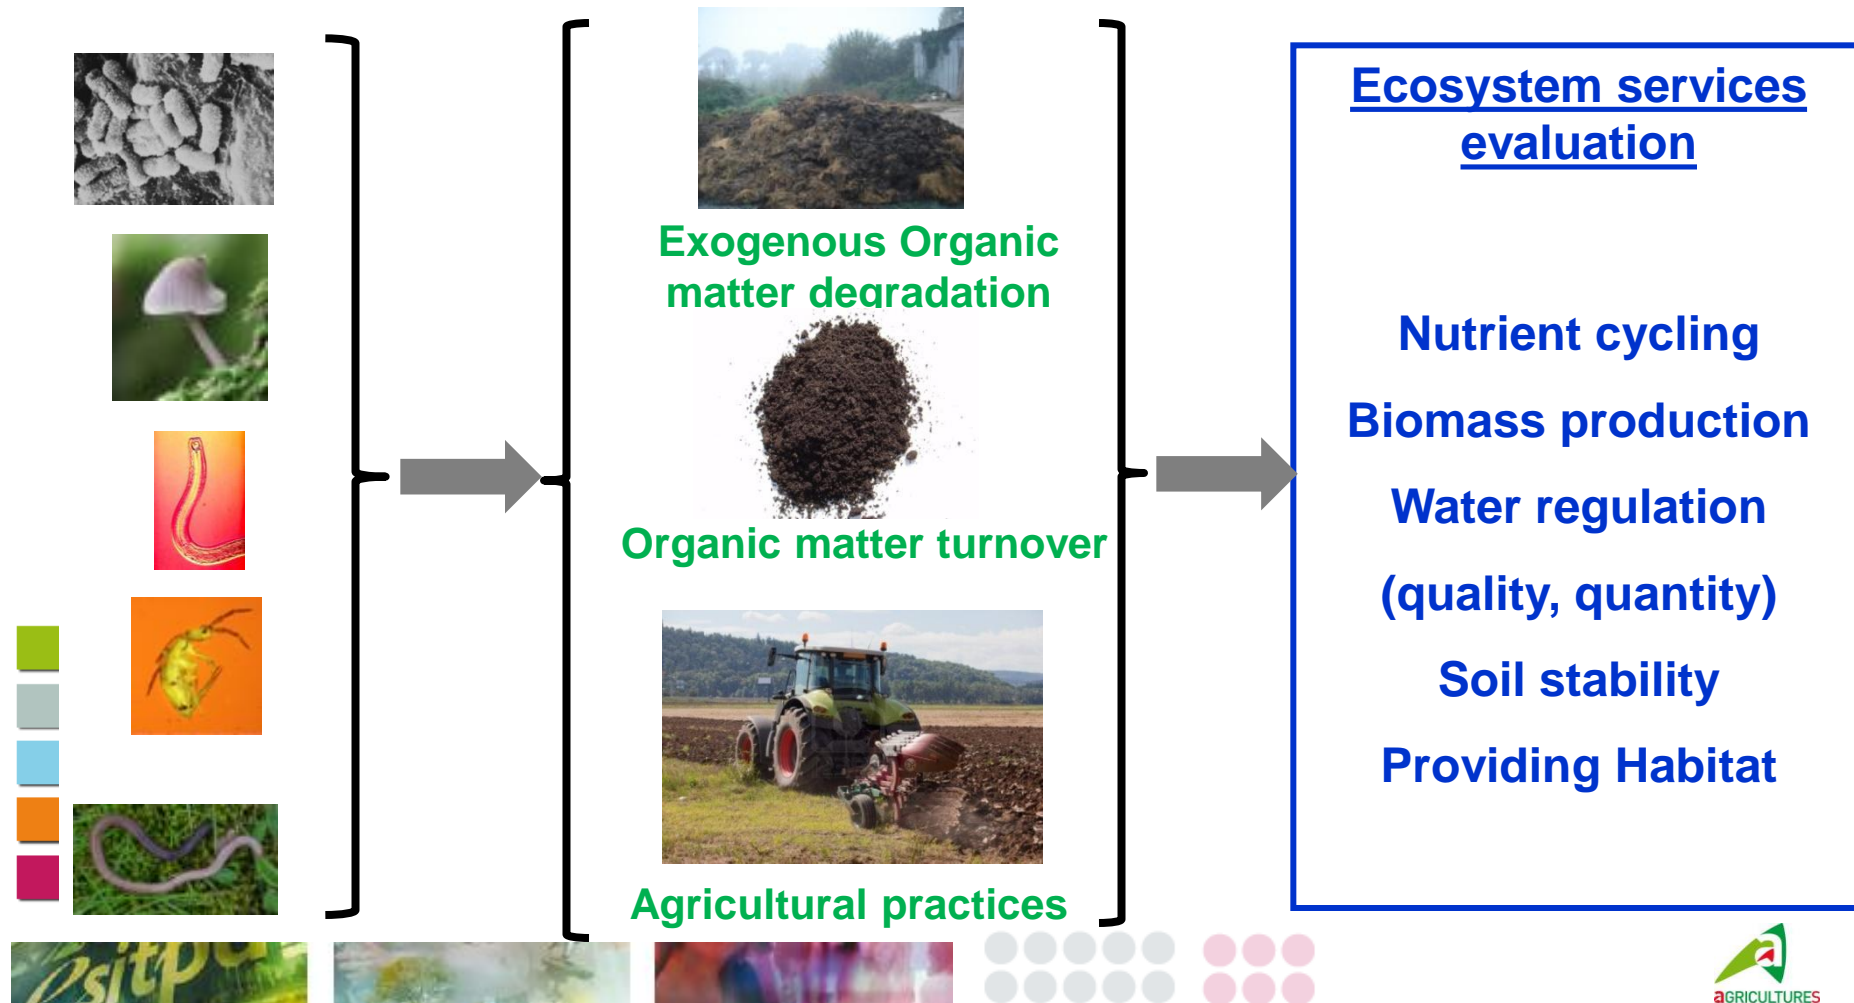 Exogenous Organic
matter degradation
Organic matter turnover
Agricultural practices
Ecosystem services
evaluation
Nutrient cycling
Biomass production
Water regulation
(quality, quantity)
Soil stability
Providing Habitat
esitpa
aGRICULTURES